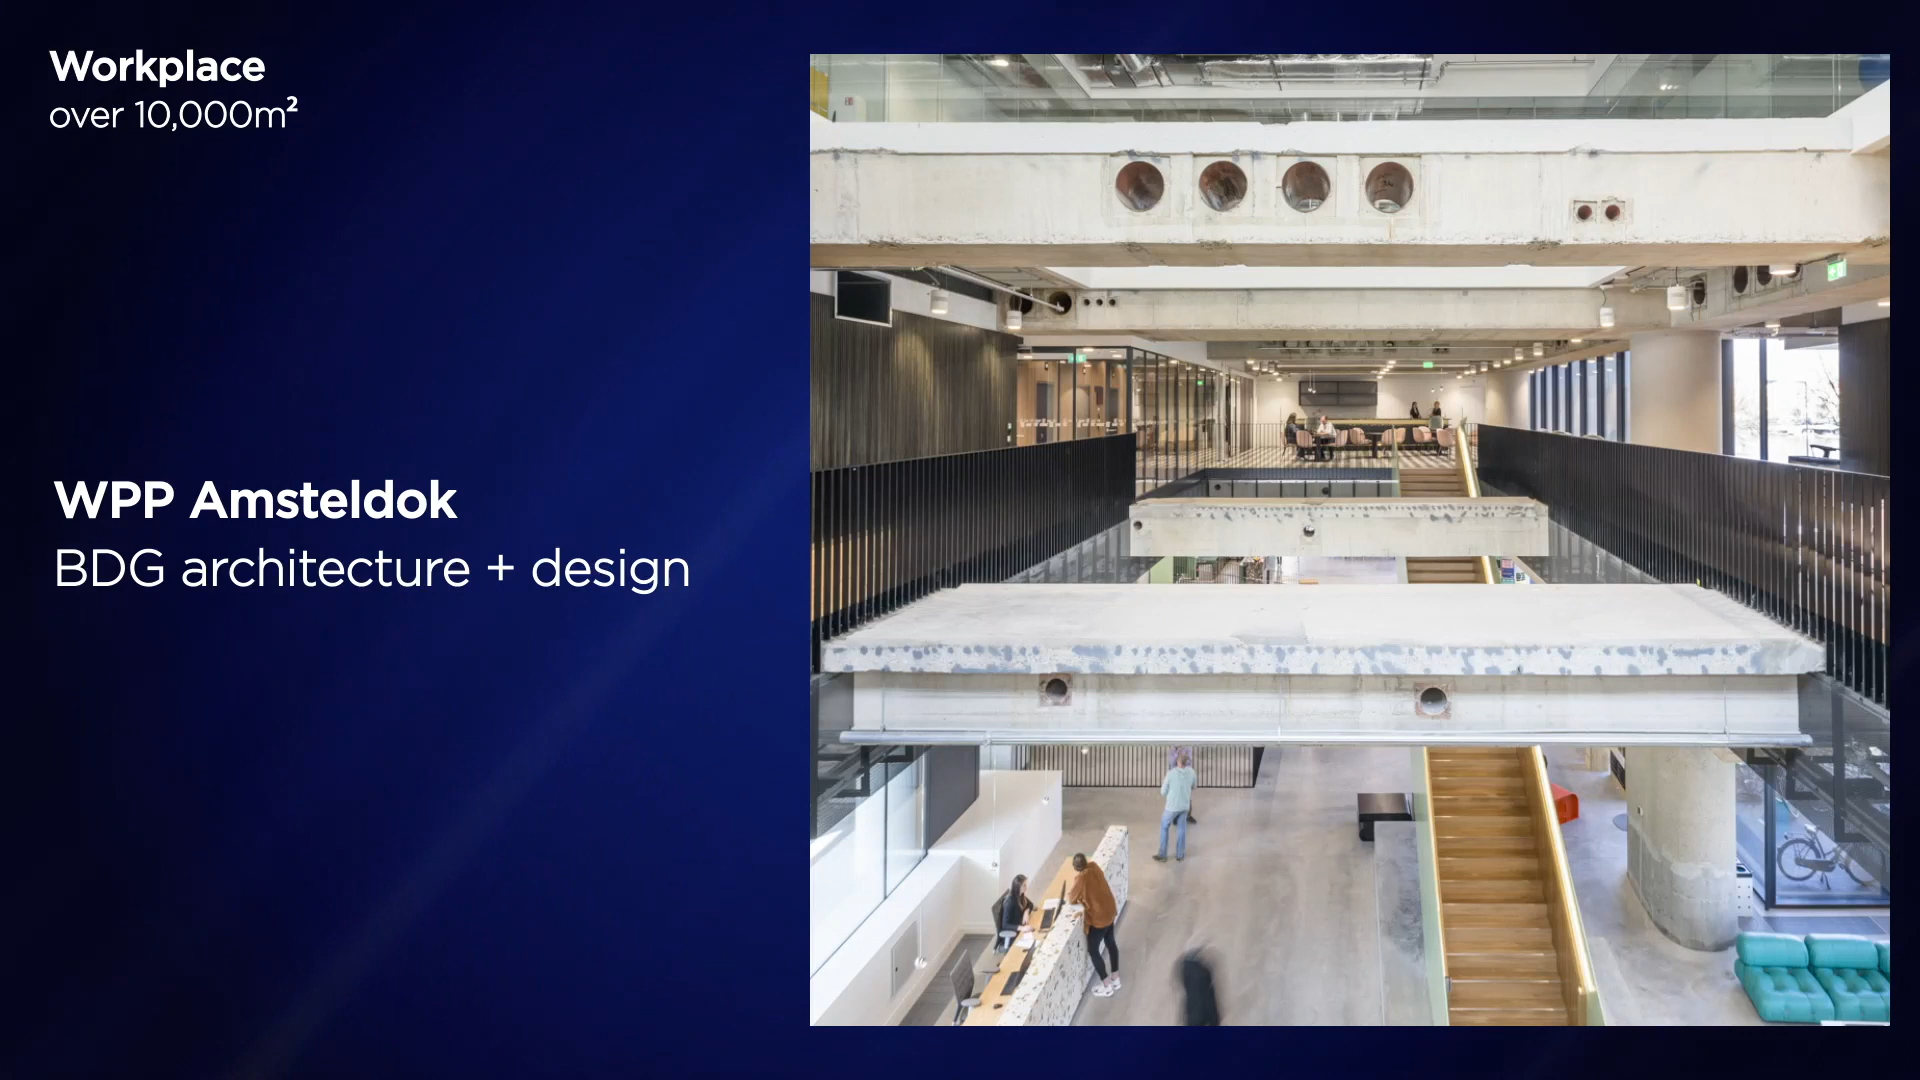 Workplace
over 10,000m²
WPP Amsteldok
BDG architecture + design